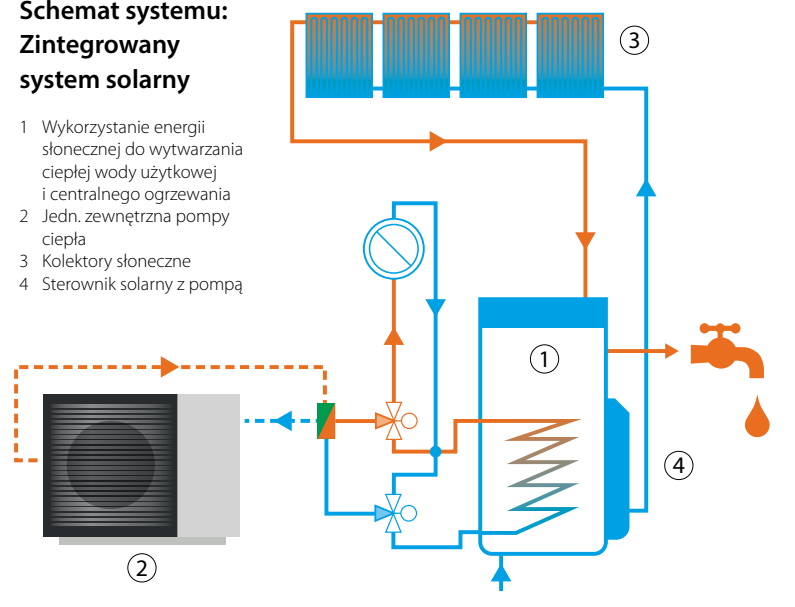 Schemat systemu:
Zintegrowany
system solarny
1 Wykorzystanie energii
słonecznej do wytwarzania
ciepłej wody użytkowej
i centralnego ogrzewania
2 Jedn. zewnętrzna pompy
ciepła
3 Kolektory słoneczne
4 Sterownik solarny z pompą
3
1
4
2